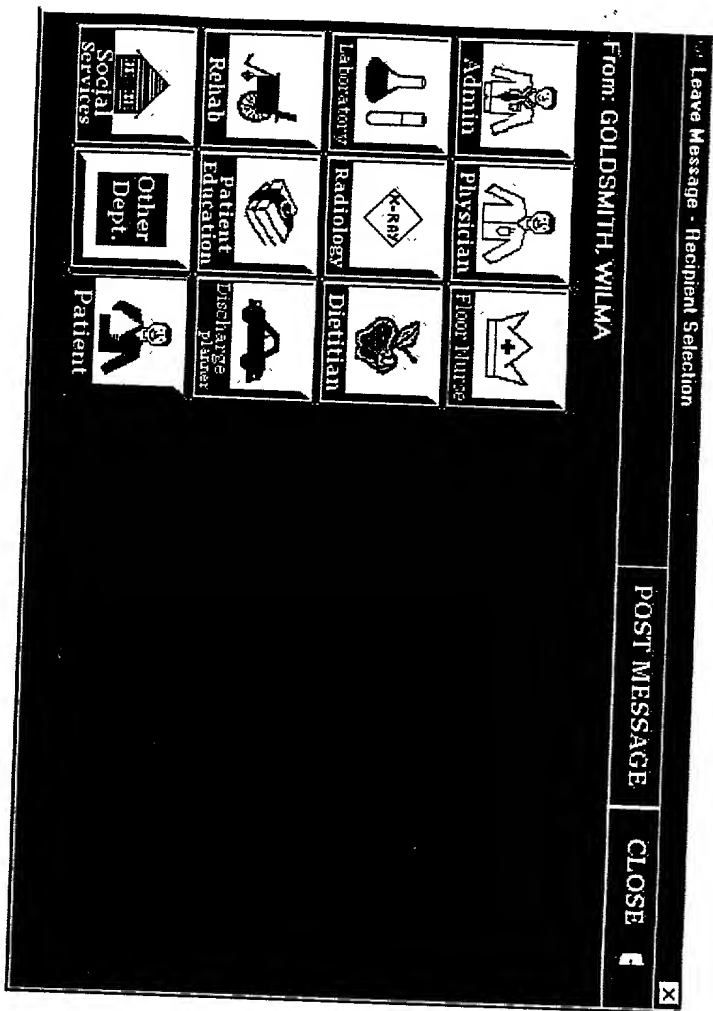 Leave Message - Recipient Selection
POST MESSAGE
CLOSE
From: GOLDSMITH, WILMA
Admin
Physician
Floor Nurse
Laboratory
X-RAY
Radiology
Dietitian
Rehab
Patient
Education
Discharge
planner
Social
Services
Other
Dept.
Patient